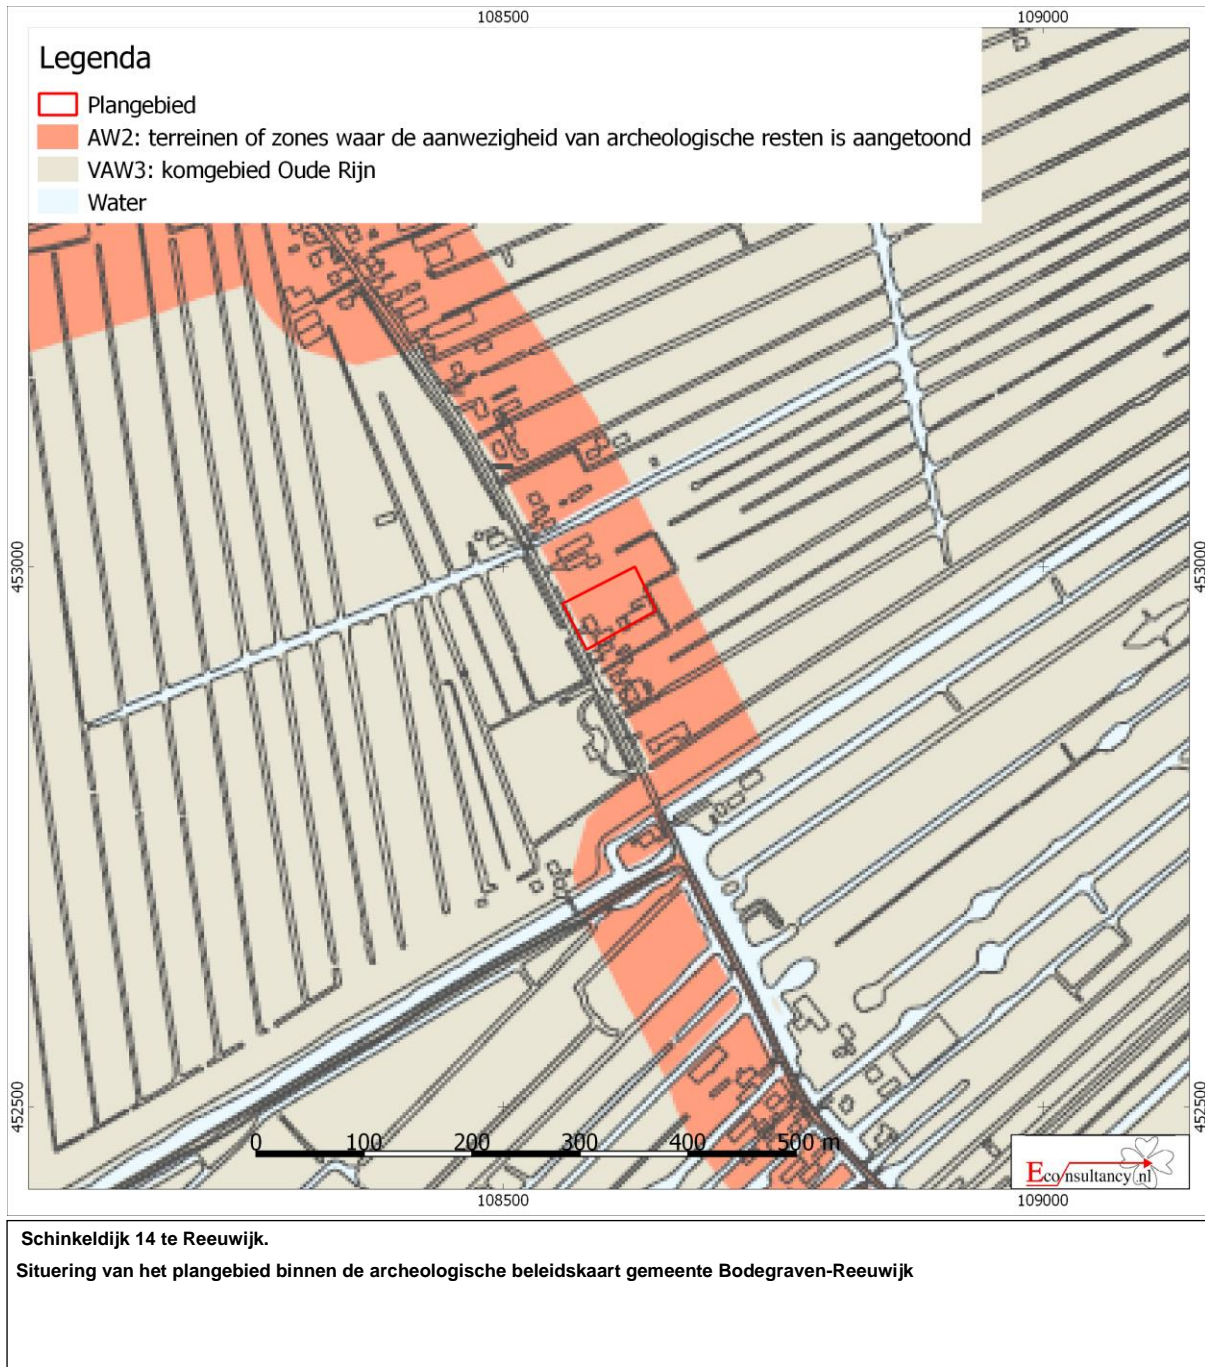 108500 109000
Legenda
Plangebied
AW2: terreinen of zones waar de aanwezigheid van archeologische resten is aangetoond
VAW3: komgebied Oude Rijn
Water
453000 453000
452500 452500
0 100 200 300 400 500 m
Econsultancy.nl
108500 109000
Schinkeldijk 14 te Reeuwijk.
Situering van het plangebied binnen de archeologische beleidskaart gemeente Bodegraven-Reeuwijk